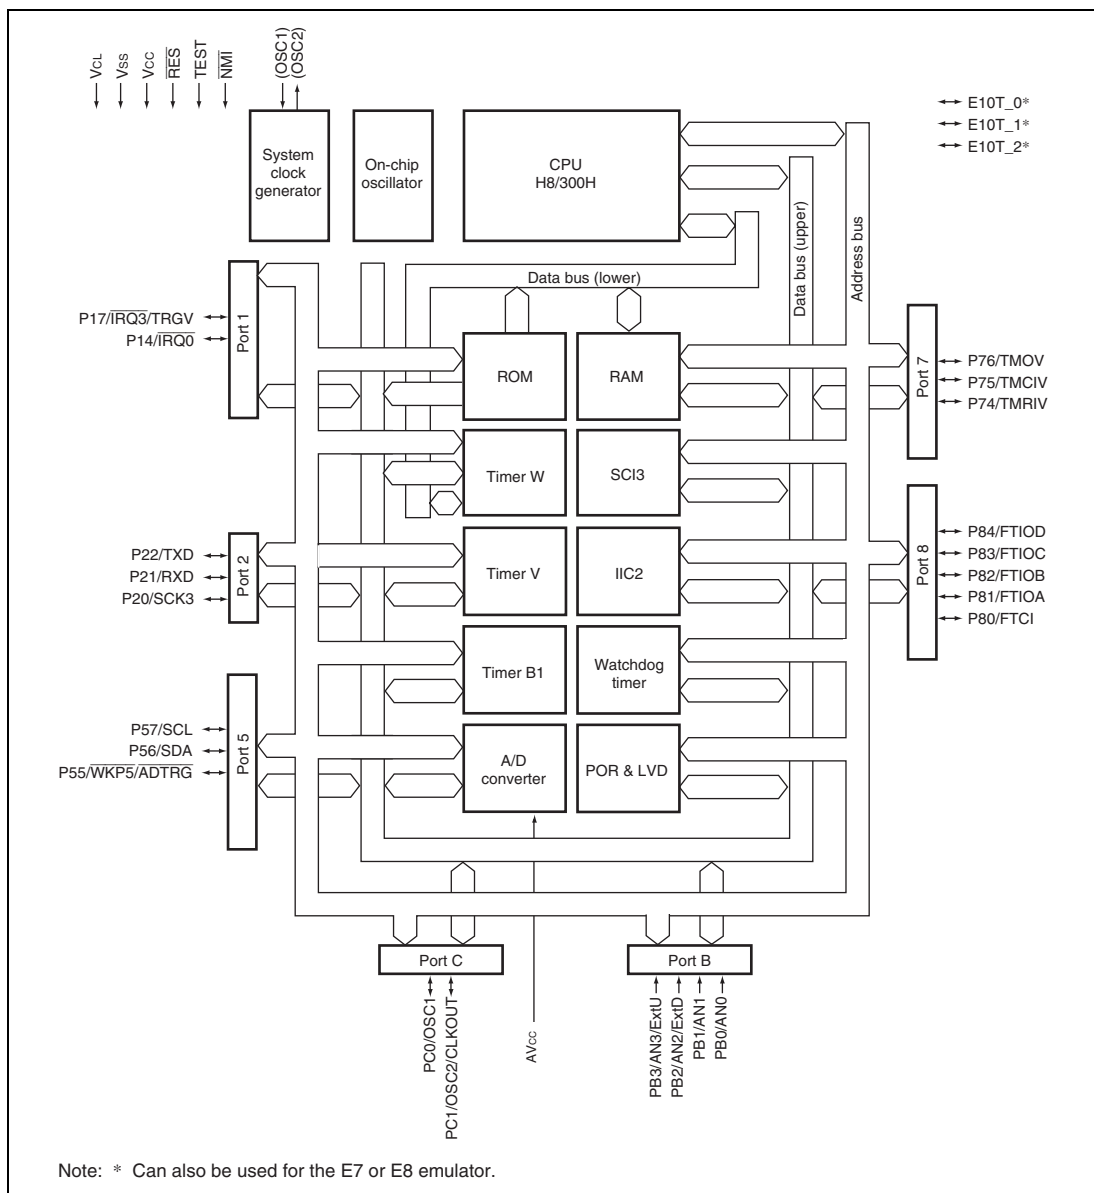 VCL
VSS
VCC
RES
TEST
NMI
(OSC1)
(OSC2)
E10T_0*
E10T_1*
E10T_2*
System
clock
generator
On-chip
oscillator
CPU
H8/300H
Data bus (lower)
Data bus (upper)
Address bus
P17/IRQ3/TRGV
P14/IRQ0
Port 1
ROM
RAM
Port 7
P76/TMOV
P75/TMCIV
P74/TMRIV
Timer W
SCI3
P22/TXD
P21/RXD
P20/SCK3
Port 2
Timer V
IIC2
Port 8
P84/FTIOD
P83/FTIOC
P82/FTIOB
P81/FTIOA
P80/FTCI
Timer B1
Watchdog
timer
P57/SCL
P56/SDA
P55/WKP5/ADTRG
Port 5
A/D
converter
POR & LVD
Port C
Port B
PC0/OSC1
PC1/OSC2/CLKOUT
AVCC
PB3/AN3/ExtU
PB2/AN2/ExtD
PB1/AN1
PB0/AN0
Note: * Can also be used for the E7 or E8 emulator.